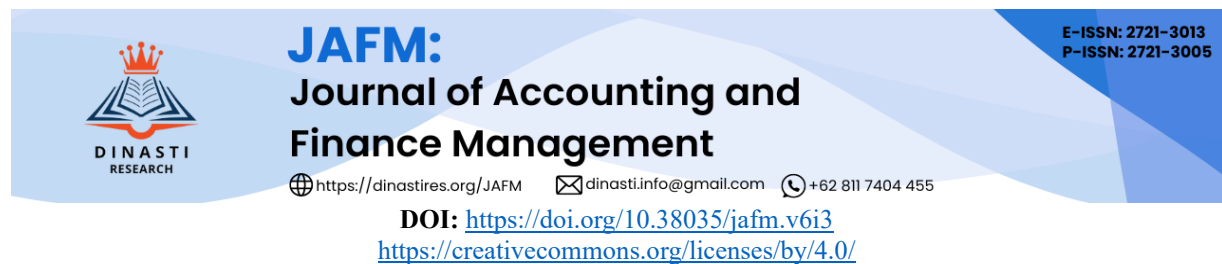 E-ISSN: 2721-3013
P-ISSN: 2721-3005
JAFM:
Journal of Accounting and
Finance Management
DINASTI
RESEARCH
https://dinastires.org/JAFM dinasti.info@gmail.com +62 811 7404 455
DOI: https://doi.org/10.38035/jafm.v6i3
https://creativecommons.org/licenses/by/4.0/